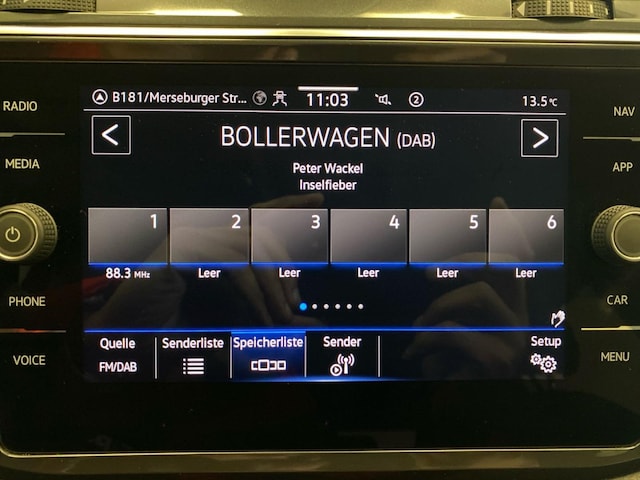 B181/Merseburger Str... 11:03 2 13.5°C
RADIO
NAV
< BOLLERWAGEN (DAB) >
MEDIA
APP
Peter Wackel
Inselfieber
1 2 3 4 5 6
88.3 MHz Leer Leer Leer Leer Leer
PHONE
CAR
Quelle Senderliste Speicherliste Sender Setup
VOICE
FM/DAB
MENU